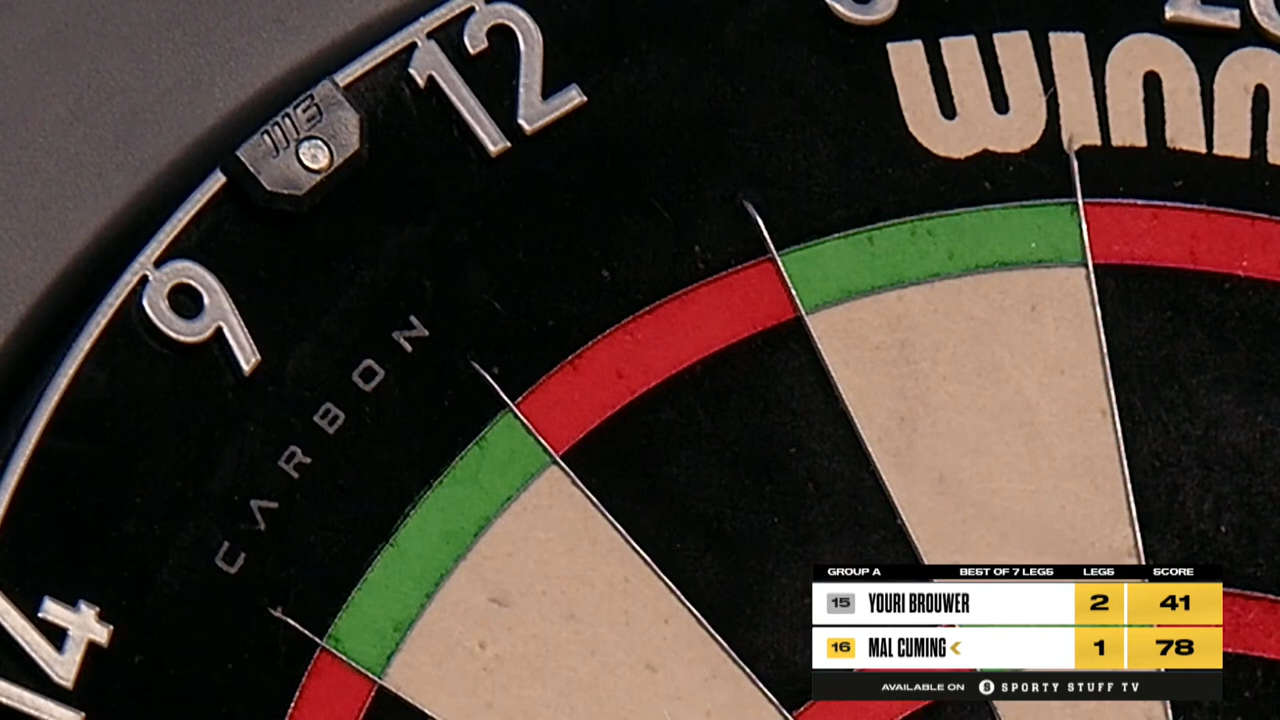 12
winn
9
CARBON
14
GROUP A BEST OF 7 LEGS LEGS SCORE
15 YOURI BROUWER 2 41
16 MAL CUMING 1 78
AVAILABLE ON S SPORTY STUFF TV